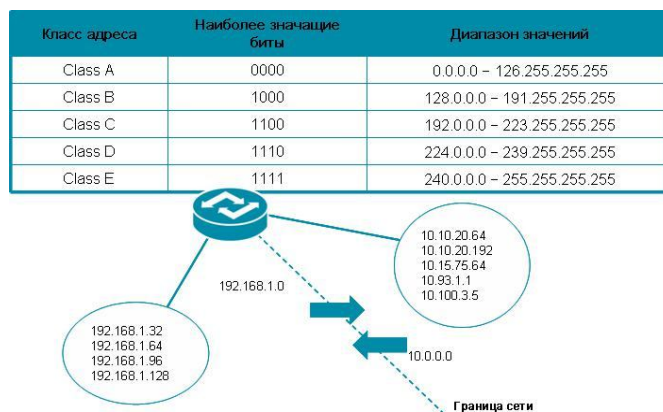 Класс адреса
Наиболее значащие
биты
Диапазон значений
Class A 0000 0.0.0.0 – 126.255.255.255
Class B 1000 128.0.0.0 – 191.255.255.255
Class C 1100 192.0.0.0 – 223.255.255.255
Class D 1110 224.0.0.0 – 239.255.255.255
Class E 1111 240.0.0.0 – 255.255.255.255
10.10.20.64
10.10.20.192
10.15.75.64
10.93.1.1
10.100.3.5
192.168.1.0
192.168.1.32
192.168.1.64
192.168.1.96
192.168.1.128
10.0.0.0
Граница сети